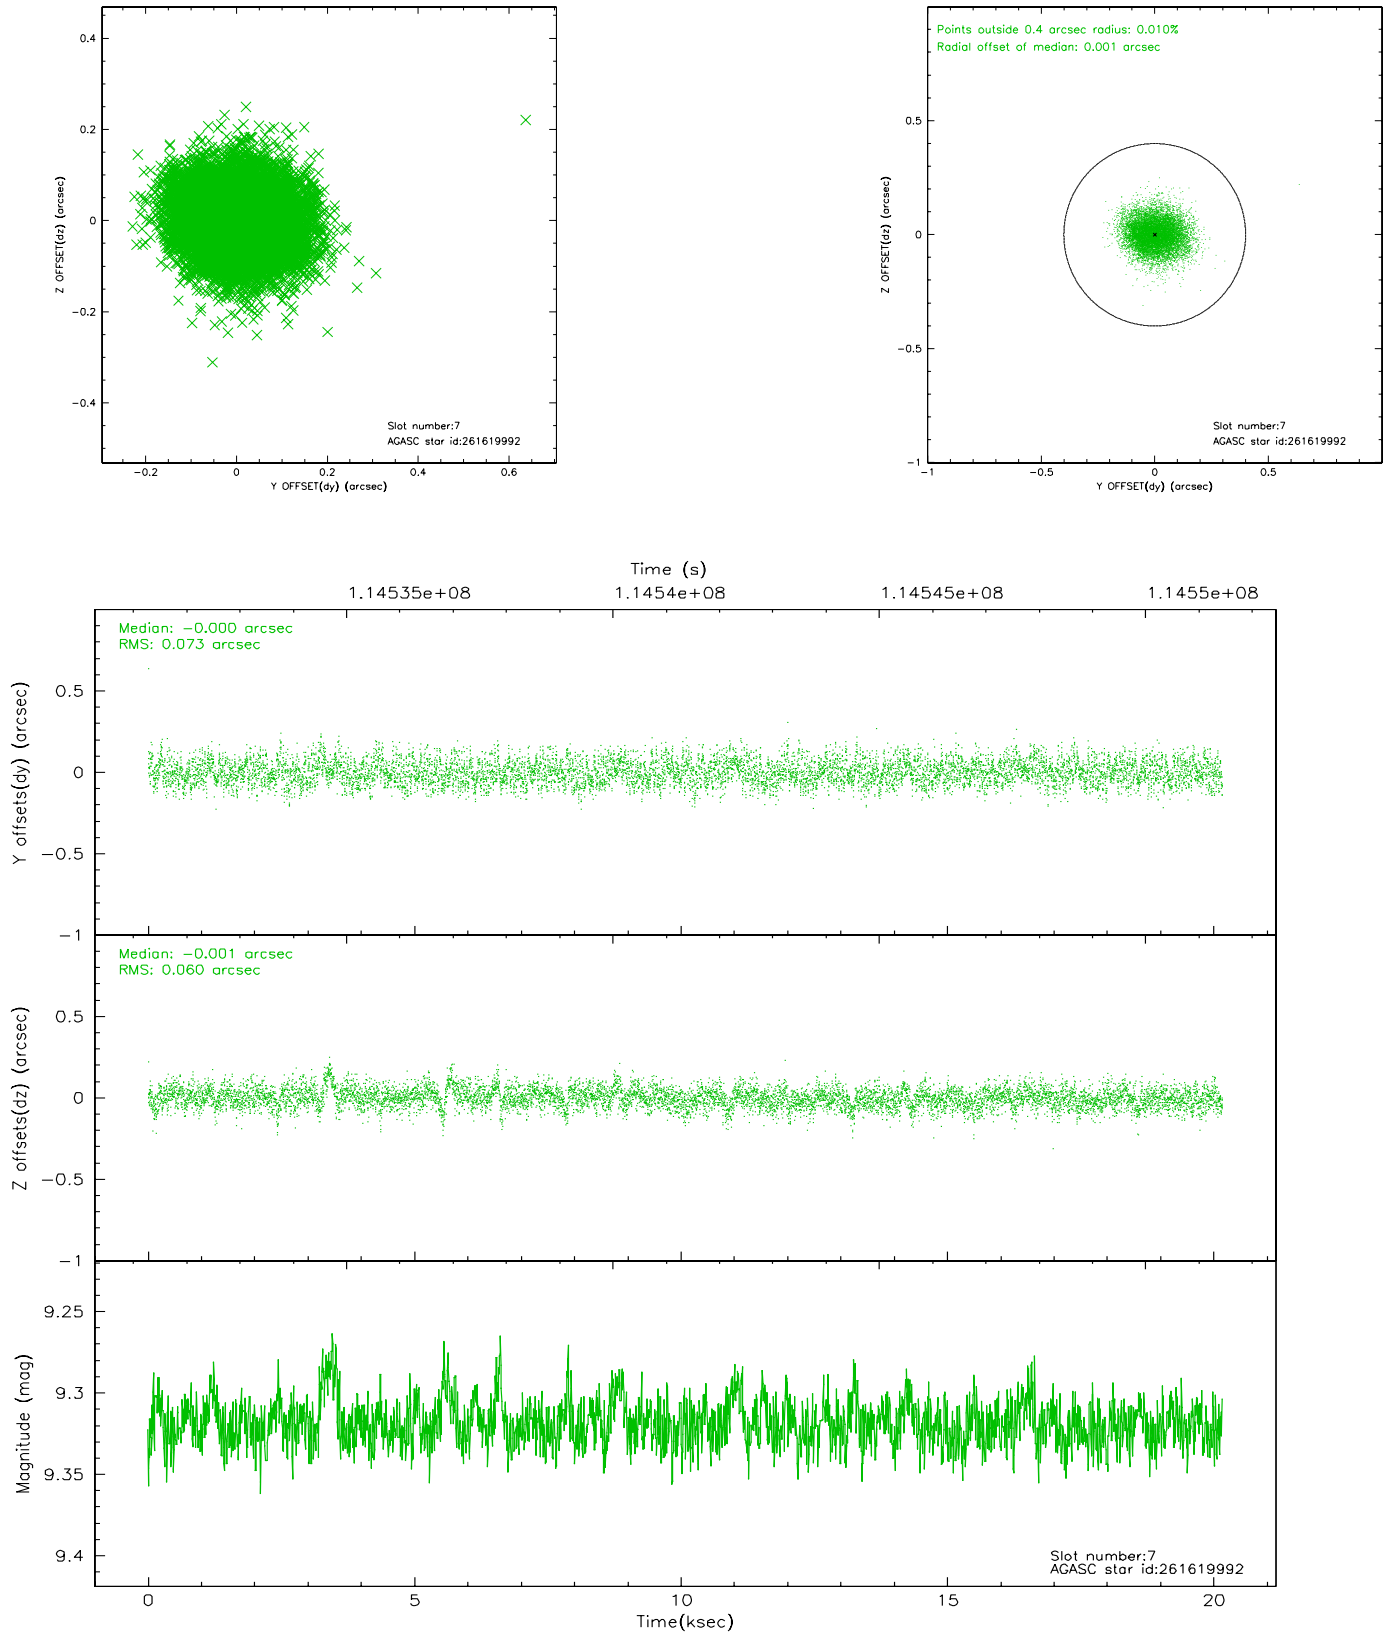 0.4
0.2
0
-0.2
-0.4
Z OFFSET(dz) (arcsec)
-0.2 0 0.2 0.4 0.6
Y OFFSET(dy) (arcsec)
Slot number:7
AGASC star id:261619992
Points outside 0.4 arcsec radius: 0.010%
Radial offset of median: 0.001 arcsec
0.5
0
-0.5
-1
Z OFFSET(dz) (arcsec)
-1 -0.5 0 0.5
Y OFFSET(dy) (arcsec)
Slot number:7
AGASC star id:261619992
Time (s)
1.14535e+08 1.1454e+08 1.14545e+08 1.1455e+08
Median: -0.000 arcsec
RMS: 0.073 arcsec
0.5
0
-0.5
-1
Y offsets(dy) (arcsec)
Median: -0.001 arcsec
RMS: 0.060 arcsec
0.5
0
-0.5
-1
Z offsets(dz) (arcsec)
9.25
9.3
9.35
9.4
Magnitude (mag)
Slot number:7
AGASC star id:261619992
0 5 10 15 20
Time(ksec)